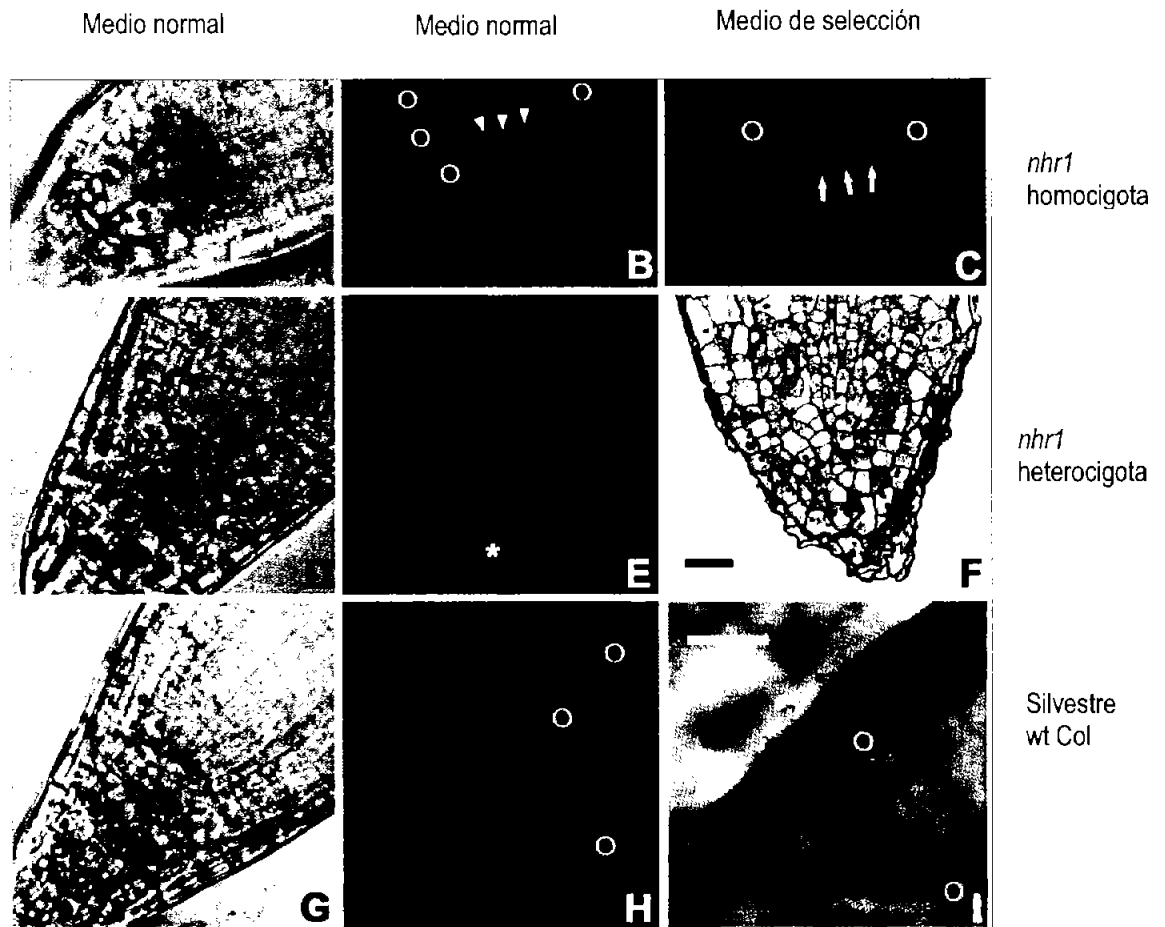 Medio normal
Medio normal
Medio de selección
B
C
nhr1
homocigota
*
E
F
nhr1
heterocigota
G
H
I
Silvestre
wt Col